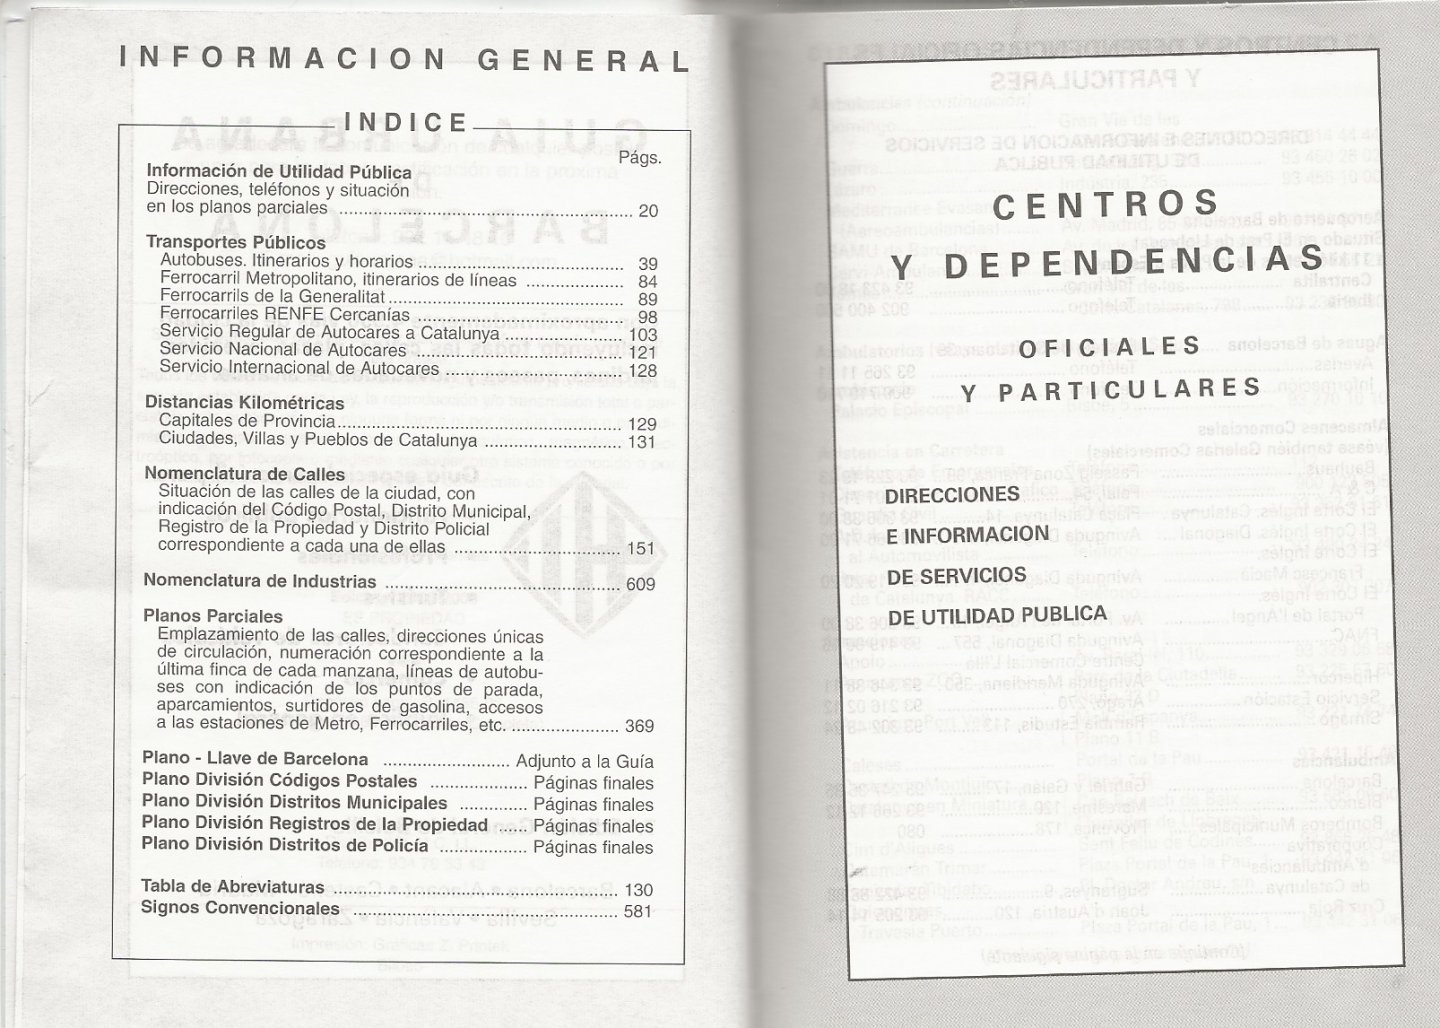 INFORMACION GENERAL
INDICE
Págs.
Información de Utilidad Pública
Direcciones, teléfonos y situación
en los planos parciales ........ 20
Transportes Públicos
Autobuses. Itinerarios y horarios ........ 39
Ferrocarril Metropolitano, itinerarios de líneas ........ 84
Ferrocarrils de la Generalitat ........ 89
Ferrocarriles RENFE Cercanías ........ 98
Servicio Regular de Autocares a Catalunya ........ 103
Servicio Nacional de Autocares ........ 121
Servicio Internacional de Autocares ........ 128
Distancias Kilométricas
Capitales de Provincia ........ 129
Ciudades, Villas y Pueblos de Catalunya ........ 131
Nomenclatura de Calles
Situación de las calles de la ciudad, con
indicación del Código Postal, Distrito Municipal,
Registro de la Propiedad y Distrito Policial
correspondiente a cada una de ellas ........ 151
Nomenclatura de Industrias ........ 609
Planos Parciales
Emplazamiento de las calles, direcciones únicas
de circulación, numeración correspondiente a la
última finca de cada manzana, líneas de autobu-
ses con indicación de los puntos de parada,
aparcamientos, surtidores de gasolina, accesos
a las estaciones de Metro, Ferrocarriles, etc. ........ 369
Plano - Llave de Barcelona ........ Adjunto a la Guía
Plano División Códigos Postales ........ Páginas finales
Plano División Distritos Municipales ........ Páginas finales
Plano División Registros de la Propiedad ........ Páginas finales
Plano División Distritos de Policía ........ Páginas finales
Tabla de Abreviaturas ........ 130
Signos Convencionales ........ 581
CENTROS
Y DEPENDENCIAS
OFICIALES
Y PARTICULARES
DIRECCIONES
E INFORMACION
DE SERVICIOS
DE UTILIDAD PUBLICA